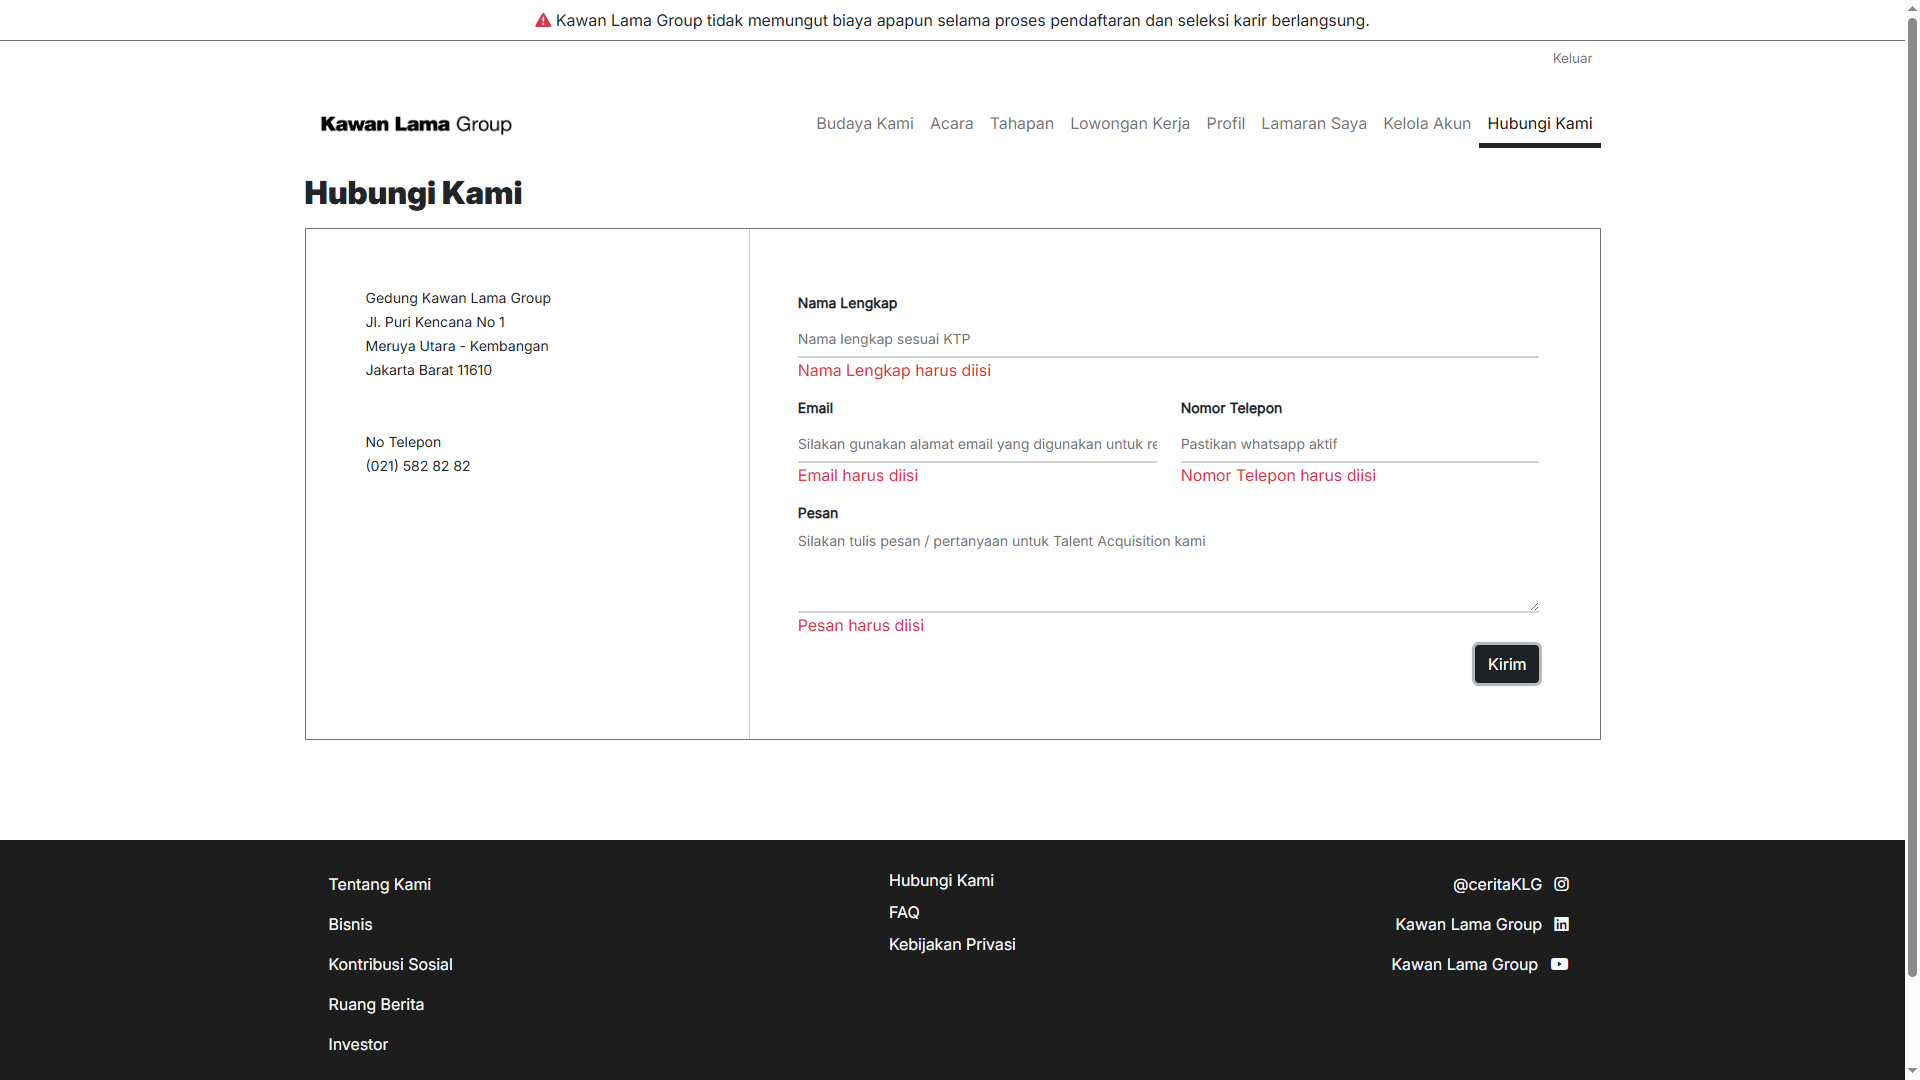 Kawan Lama Group tidak memungut biaya apapun selama proses pendaftaran dan seleksi karir berlangsung.
Keluar
Kawan Lama Group
Budaya Kami
Acara
Tahapan
Lowongan Kerja
Profil
Lamaran Saya
Kelola Akun
Hubungi Kami
Hubungi Kami
Gedung Kawan Lama Group
Jl. Puri Kencana No 1
Meruya Utara - Kembangan
Jakarta Barat 11610
No Telepon
(021) 582 82 82
Nama Lengkap
Nama lengkap sesuai KTP
Nama Lengkap harus diisi
Email
Silakan gunakan alamat email yang digunakan untuk re
Email harus diisi
Nomor Telepon
Pastikan whatsapp aktif
Nomor Telepon harus diisi
Pesan
Silakan tulis pesan / pertanyaan untuk Talent Acquisition kami
Pesan harus diisi
Kirim
Tentang Kami
Bisnis
Kontribusi Sosial
Ruang Berita
Investor
Hubungi Kami
FAQ
Kebijakan Privasi
@ceritaKLG
Kawan Lama Group
Kawan Lama Group